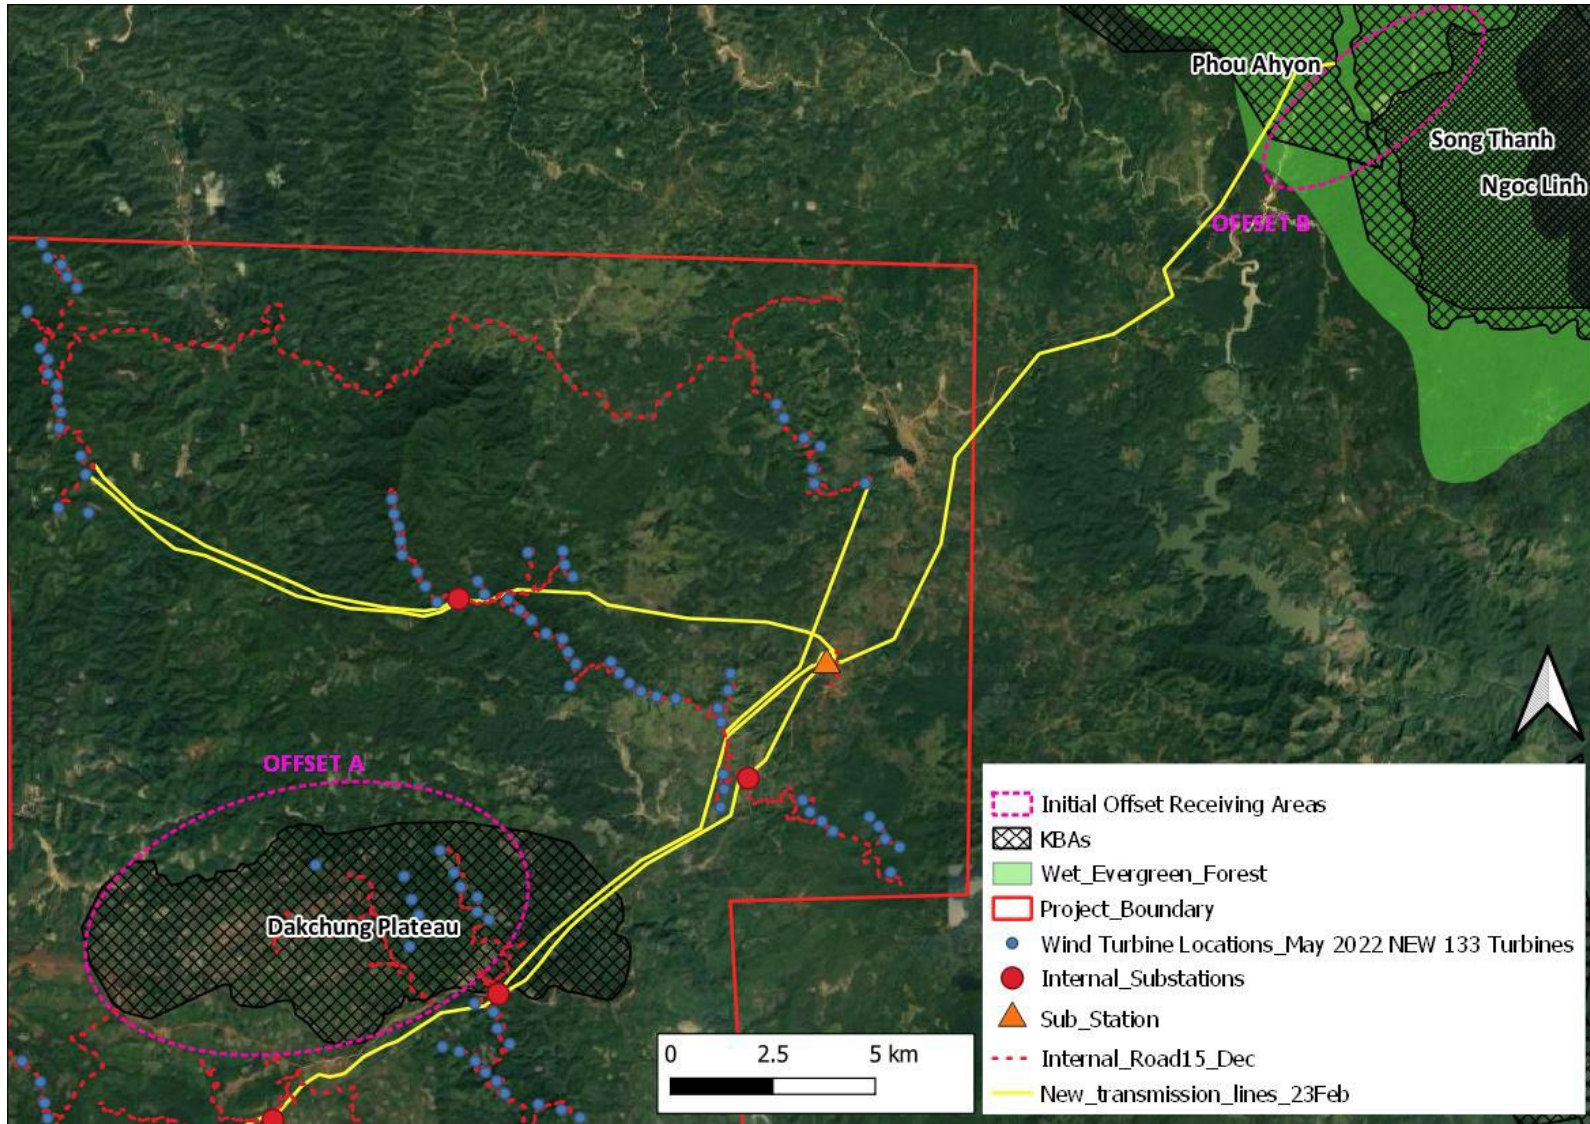 Phou Ahyon
Song Thanh
Ngoc Linh
OFFSET B
OFFSET A
Dakchung Plateau
Initial Offset Receiving Areas
KBAs
Wet_Evergreen_Forest
Project_Boundary
Wind Turbine Locations_May 2022 NEW 133 Turbines
Internal_Substations
Sub_Station
Internal_Road15_Dec
New_transmission_lines_23Feb
0 2.5 5 km